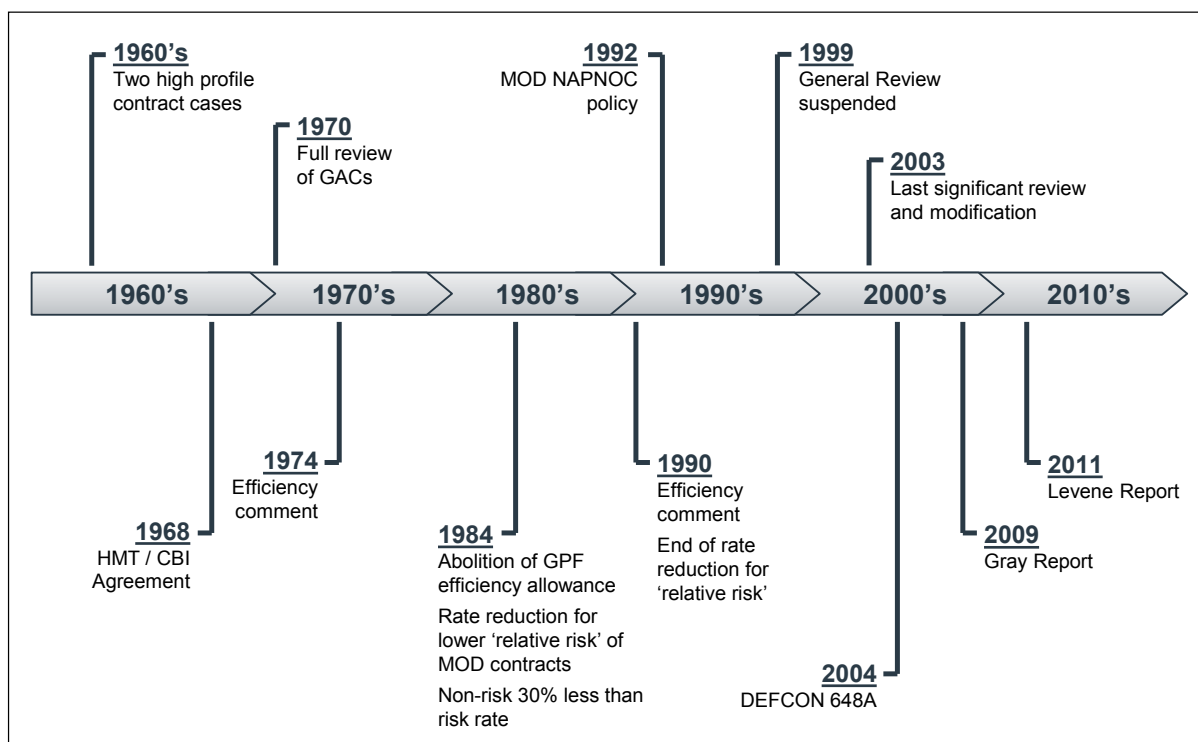 1960's
Two high profile
contract cases
1970
Full review
of GACs
1992
MOD NAPNOC
policy
1999
General Review
suspended
2003
Last significant review
and modification
1960's
1970's
1980's
1990's
2000's
2010's
1968
HMT / CBI
Agreement
1974
Efficiency
comment
1984
Abolition of GPF
efficiency allowance
Rate reduction for
lower ‘relative risk’ of
MOD contracts
Non-risk 30% less than
risk rate
1990
Efficiency
comment
End of rate
reduction for
‘relative risk’
2004
DEFCON 648A
2009
Gray Report
2011
Levene Report